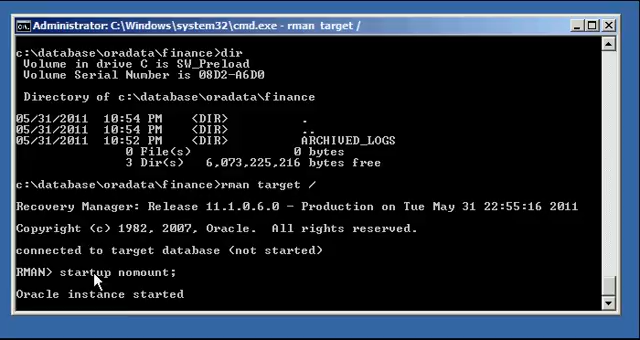 Administrator: C:\Windows\system32\cmd.exe - rman target /
c:\database\oradata\finance>dir
Volume in drive C is SW_Preload
Volume Serial Number is 08D2-A6D0
Directory of c:\database\oradata\finance
05/31/2011 10:54 PM <DIR> .
05/31/2011 10:54 PM <DIR> ..
05/31/2011 10:52 PM <DIR> ARCHIVED_LOGS
0 File(s) 0 bytes
3 Dir(s) 6,073,225,216 bytes free
c:\database\oradata\finance>rman target /
Recovery Manager: Release 11.1.0.6.0 - Production on Tue May 31 22:55:16 2011
Copyright (c) 1982, 2007, Oracle. All rights reserved.
connected to target database (not started)
RMAN> startup nomount;
Oracle instance started